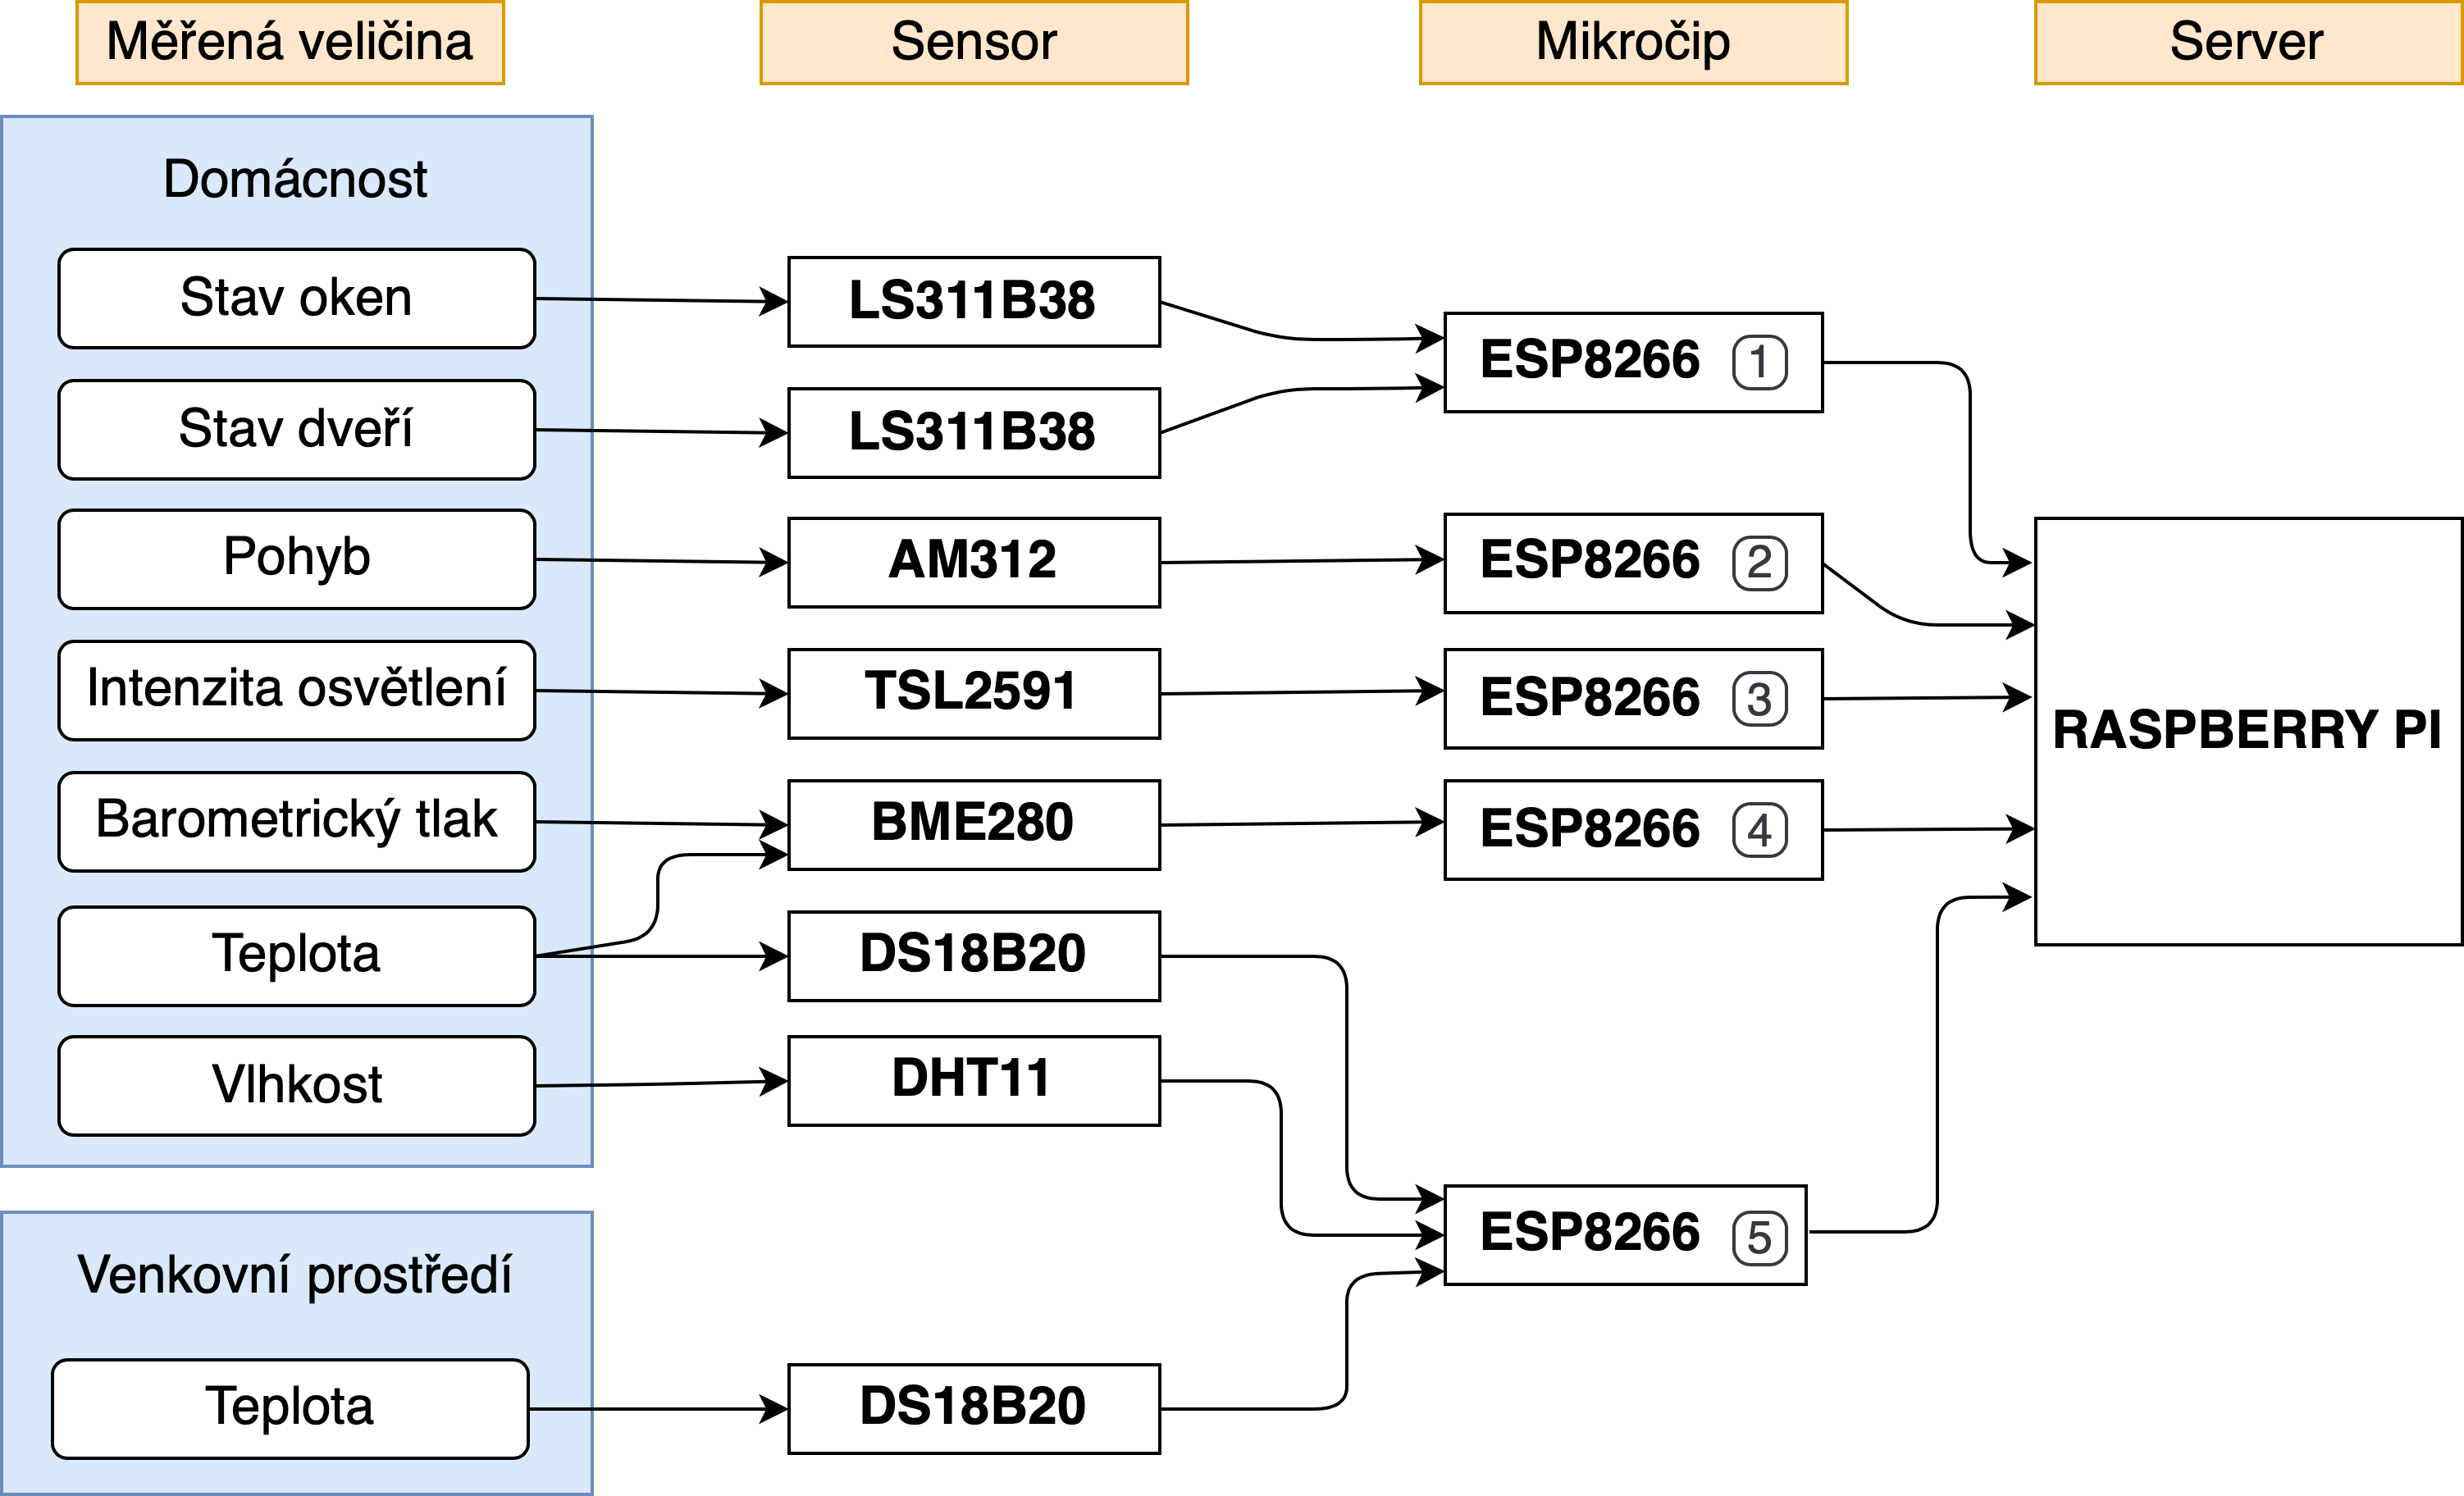 Měřená veličina
Sensor
Mikročip
Server
Domácnost
Stav oken
LS311B38
ESP8266 1
Stav dveří
LS311B38
Pohyb
AM312
ESP8266 2
Intenzita osvětlení
TSL2591
ESP8266 3
RASPBERRY PI
Barometrický tlak
BME280
ESP8266 4
Teplota
DS18B20
Vlhkost
DHT11
ESP8266 5
Venkovní prostředí
Teplota
DS18B20